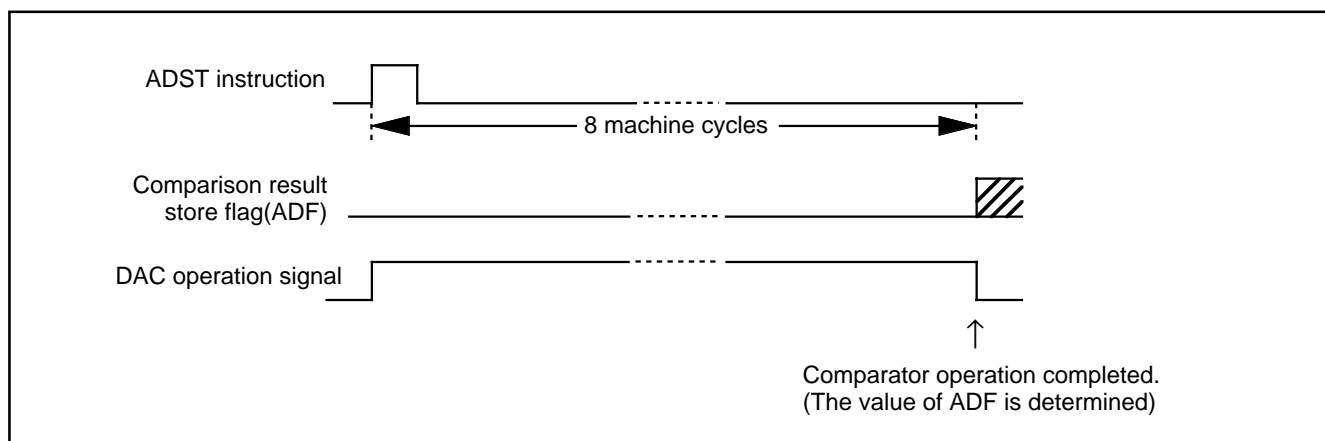 ADST instruction
8 machine cycles
Comparison result
store flag(ADF)
DAC operation signal
Comparator operation completed.
(The value of ADF is determined)